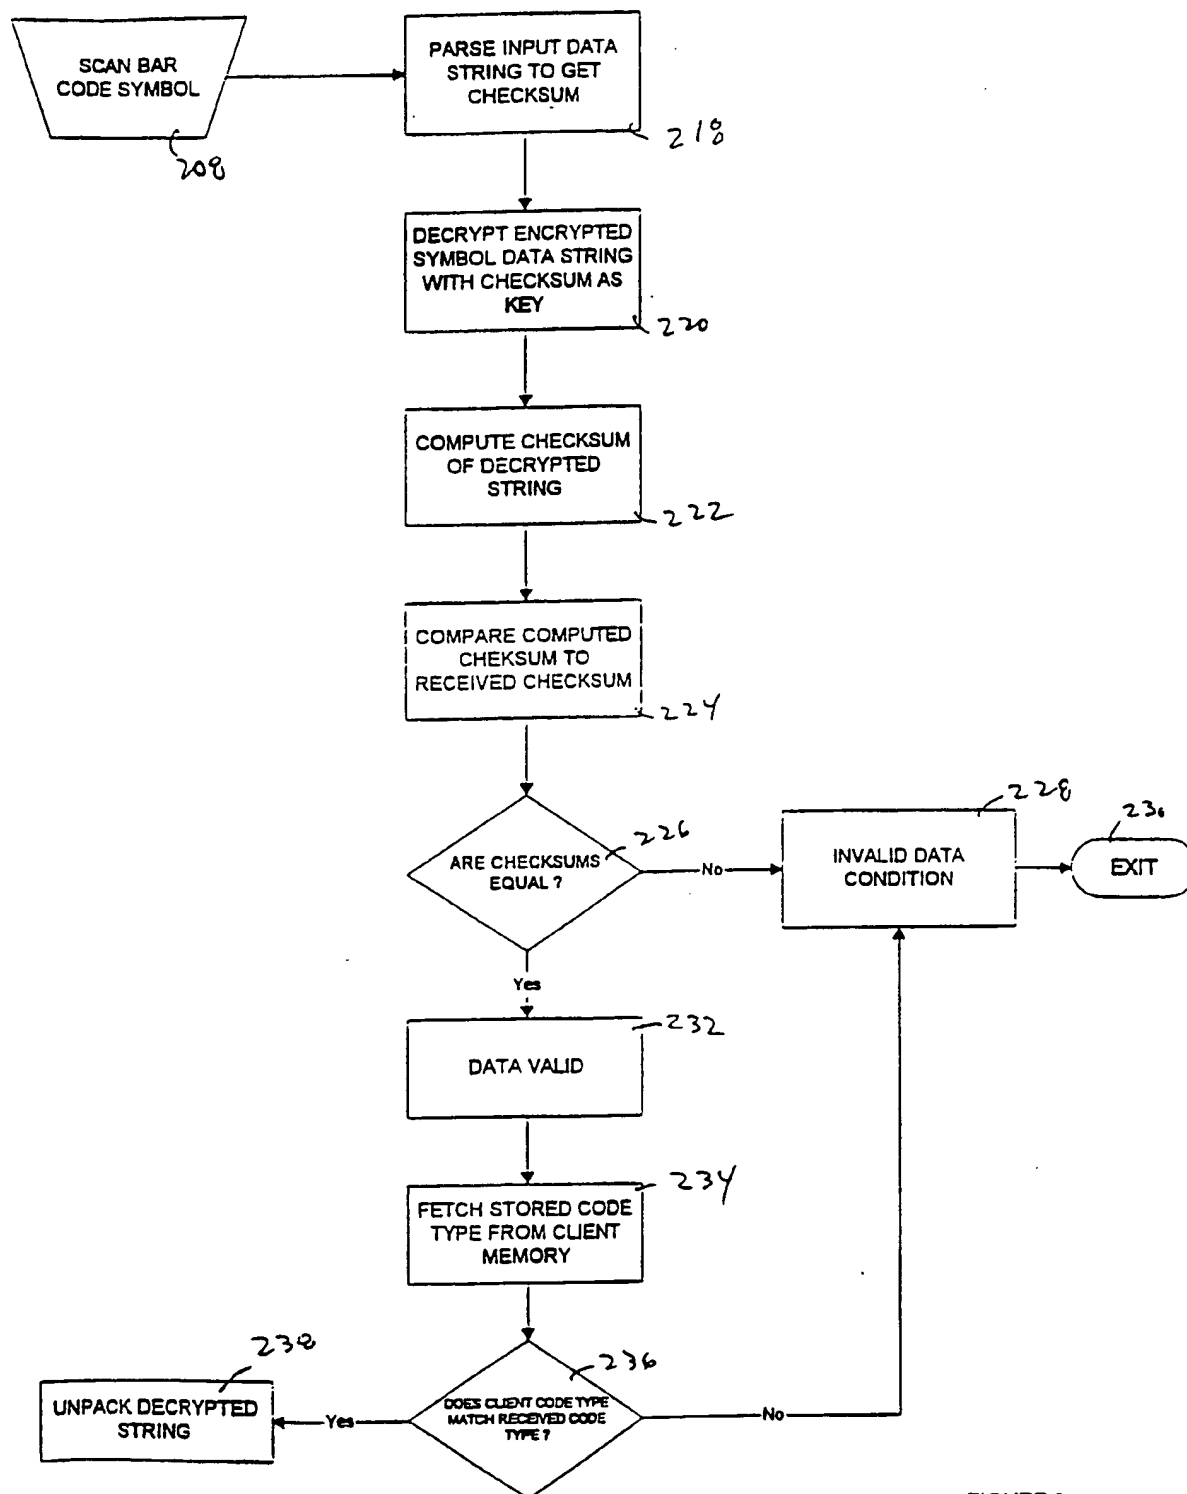 SCAN BAR
CODE SYMBOL
208
PARSE INPUT DATA
STRING TO GET
CHECKSUM
218
DECRYPT ENCRYPTED
SYMBOL DATA STRING
WITH CHECKSUM AS
KEY
220
COMPUTE CHECKSUM
OF DECRYPTED
STRING
222
COMPARE COMPUTED
CHEKSUM TO
RECEIVED CHECKSUM
224
ARE CHECKSUMS
EQUAL ?
226
No
INVALID DATA
CONDITION
228
EXIT
230
Yes
DATA VALID
232
FETCH STORED CODE
TYPE FROM CLIENT
MEMORY
234
DOES CLIENT CODE TYPE
MATCH RECEIVED CODE
TYPE ?
236
No
Yes
UNPACK DECRYPTED
STRING
238